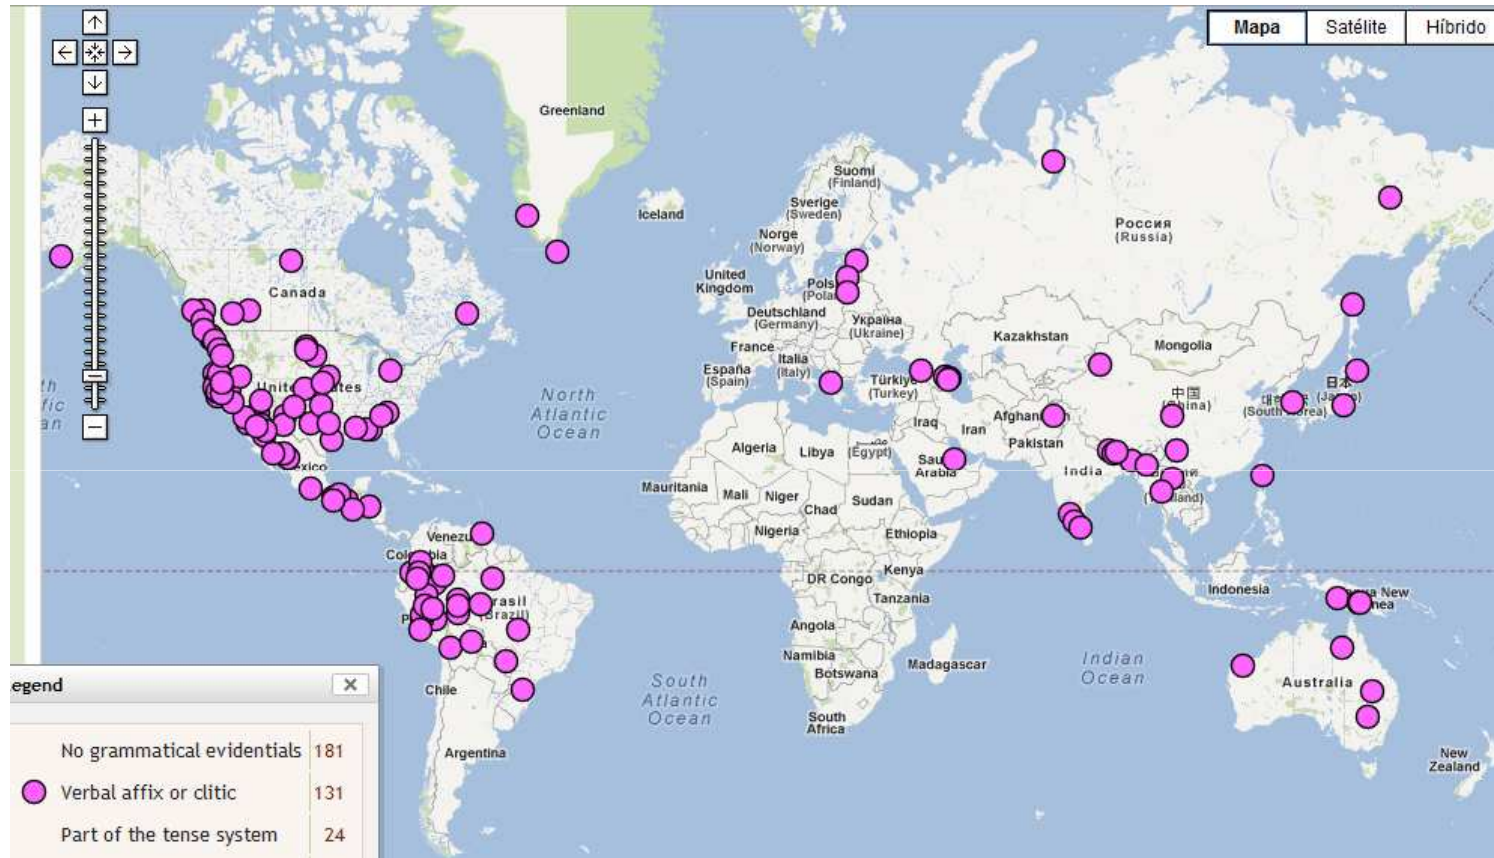 Mapa
Satélite
Híbrido
Greenland
Iceland
Suomi
(Finland)
Sverige
(Sweden)
Norge
(Norway)
Россия
(Russia)
Canada
United
Kingdom
Deutschland
(Germany)
Україна
(Ukraine)
France
Italia
(Italy)
España
(Spain)
Türkiye
(Turkey)
Kazakhstan
Mongolia
中国
North
Atlantic
Ocean
Iraq
Iran
Pakistan
India
Algeria
Libya
(Egypt)
Mauritania
Mali
Niger
Sudan
Chad
Nigeria
Ethiopia
DR Congo
Kenya
Tanzania
Angola
Namibia
Botswana
Madagascar
South
Africa
Indonesia
Indian
Ocean
Australia
New
Zealand
South
Atlantic
Ocean
(Brazil)
Chile
Argentina
egend
No grammatical evidentials 181
Verbal affix or clitic 131
Part of the tense system 24